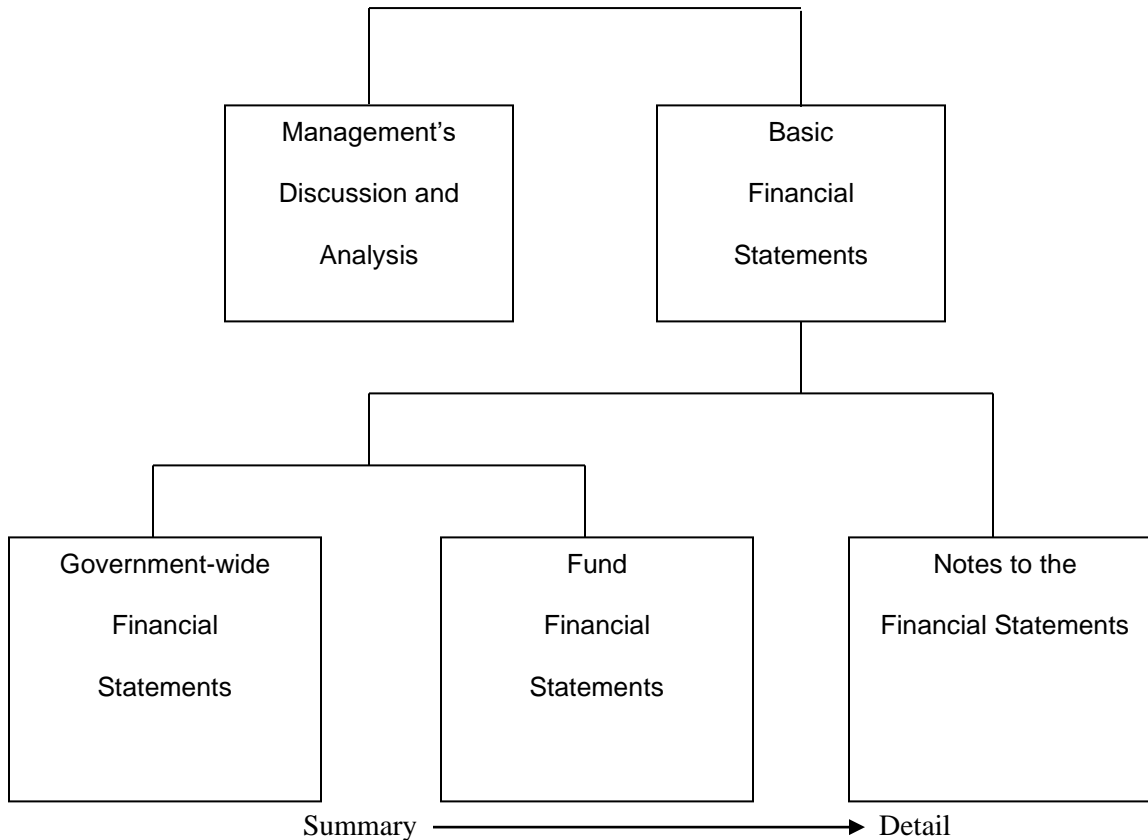 Management’s
Discussion and
Analysis
Basic
Financial
Statements
Government-wide
Financial
Statements
Fund
Financial
Statements
Notes to the
Financial Statements
Summary
Detail